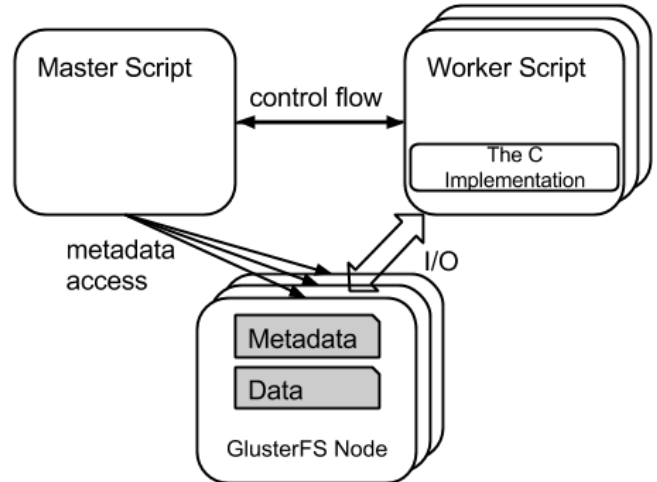 Master Script
Worker Script
control flow
The C
Implementation
metadata
access
I/O
Metadata
Data
GlusterFS Node